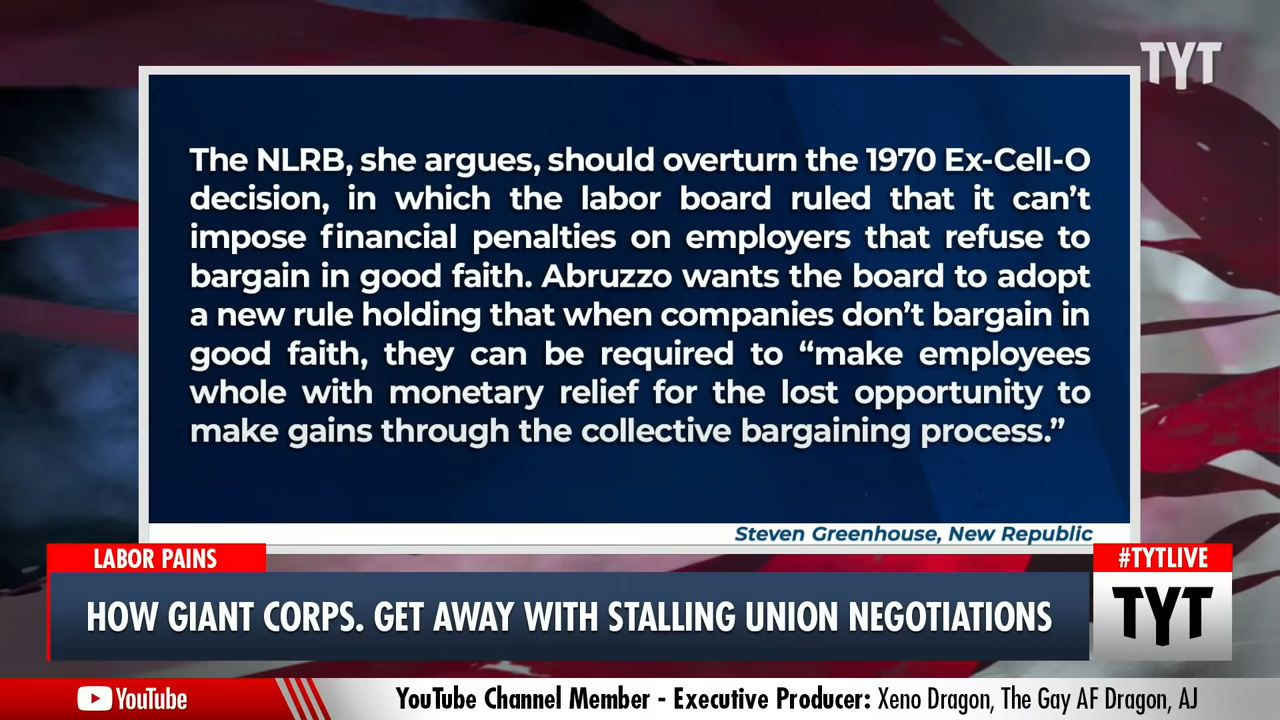 TYT
The NLRB, she argues, should overturn the 1970 Ex-Cell-O
decision, in which the labor board ruled that it can’t
impose financial penalties on employers that refuse to
bargain in good faith. Abruzzo wants the board to adopt
a new rule holding that when companies don’t bargain in
good faith, they can be required to “make employees
whole with monetary relief for the lost opportunity to
make gains through the collective bargaining process.”
Steven Greenhouse, New Republic
LABOR PAINS
#TYTLIVE
HOW GIANT CORPS. GET AWAY WITH STALLING UNION NEGOTIATIONS
TYT
YouTube
YouTube Channel Member - Executive Producer: Xeno Dragon, The Gay AF Dragon, AJ